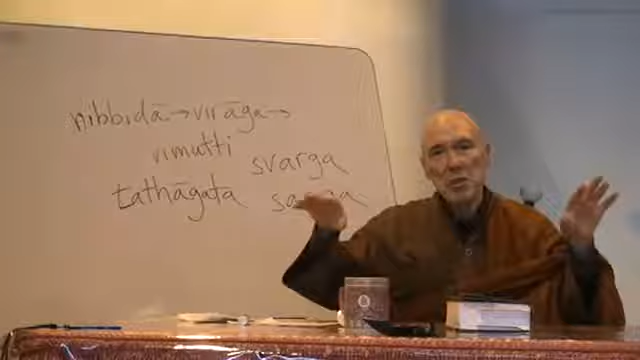 nibbidā→virāga→
vimutti
svarga
tathāgata